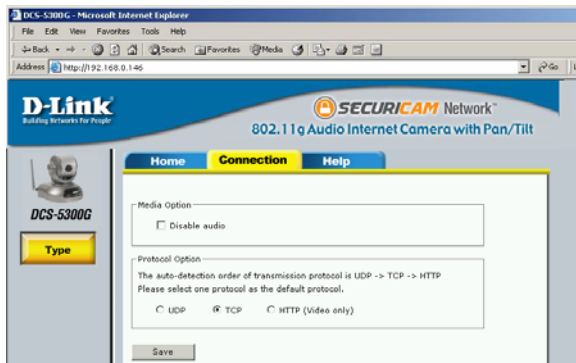 DCS-5300G - Microsoft Internet Explorer
File Edit View Favorites Tools Help
Back Search Favorites Media
Address http://192.168.0.146 Go
D-Link
Building Networks for People
SECURICAM Network™
802.11g Audio Internet Camera with Pan/Tilt
Home Connection Help
DCS-5300G
Type
Media Option
Disable audio
Protocol Option
The auto-detection order of transmission protocol is UDP -> TCP -> HTTP
Please select one protocol as the default protocol.
UDP TCP HTTP (Video only)
Save